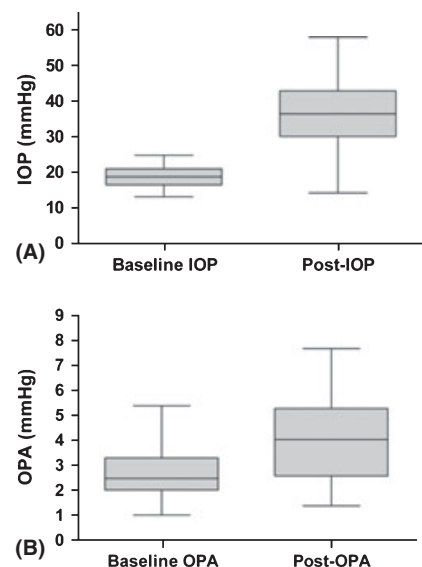 60
50
40
30
20
10
0
IOP (mmHg)
(A)
Baseline IOP Post-IOP
9
8
7
6
5
4
3
2
1
0
OPA (mmHg)
(B)
Baseline OPA Post-OPA